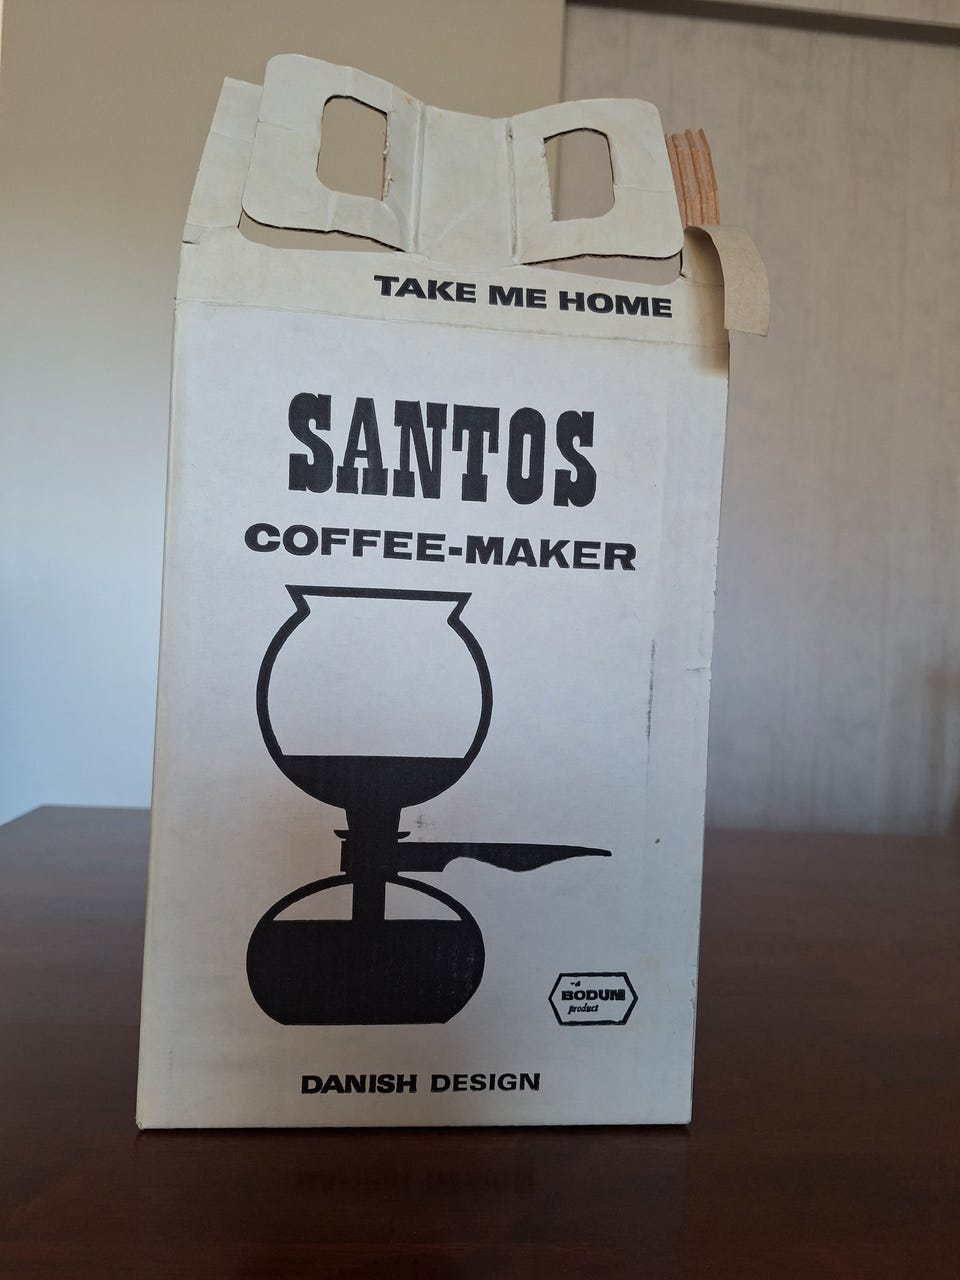 TAKE ME HOME
SANTOS
COFFEE-MAKER
-a
BODUM
product
DANISH DESIGN